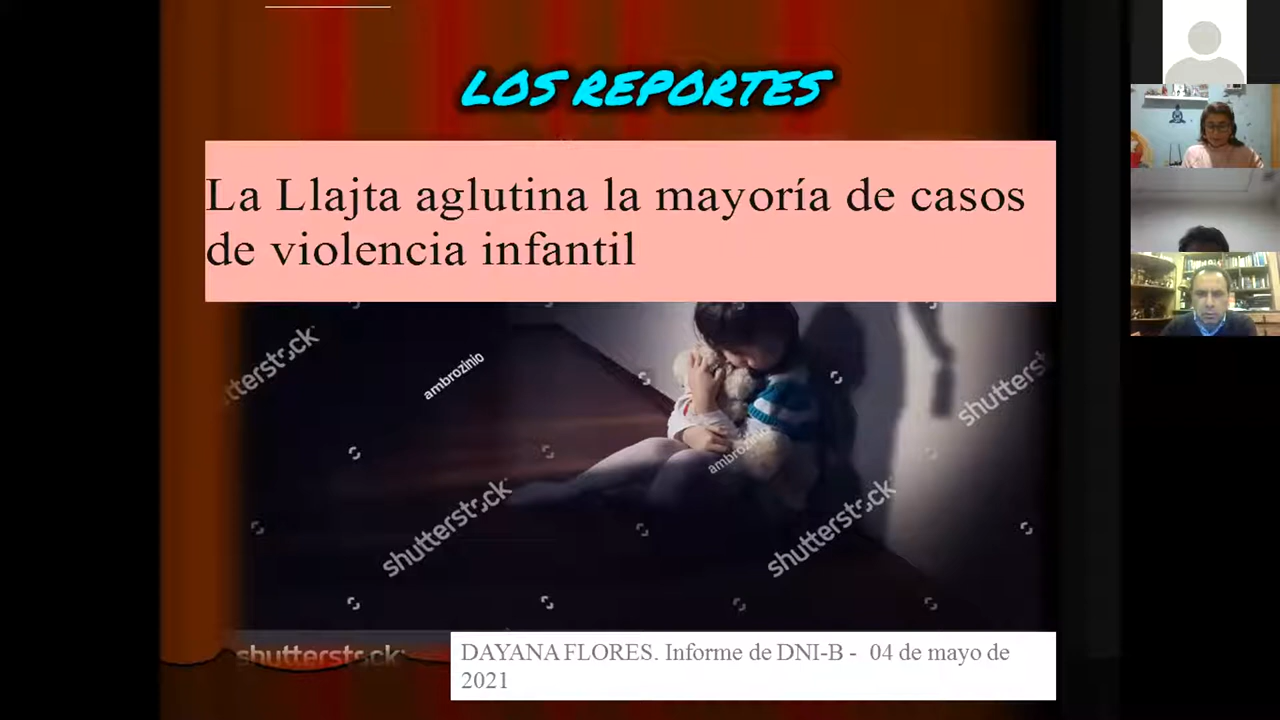 LOS REPORTES
La Llajta aglutina la mayoría de casos
de violencia infantil
shutterstock
ambrozinio
shutterstock
ambrozinio
shutterstock
shutterstock
shutterstock
DAYANA FLORES. Informe de DNI-B - 04 de mayo de
2021